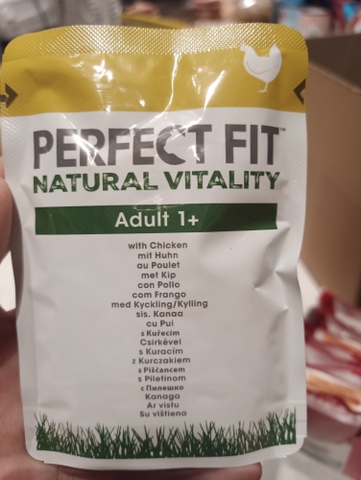 PERFECT FIT™
NATURAL VITALITY
Adult 1+
with Chicken
mit Huhn
au Poulet
met Kip
con Pollo
com Frango
med Kyckling/Kylling
sis. Kanaa
cu Pui
s Kuřecím
Csirkével
s Kuracím
z Kurczakiem
s Piščancem
s Piletinom
с Пилешко
Kanaga
Ar vistu
Su vištiena